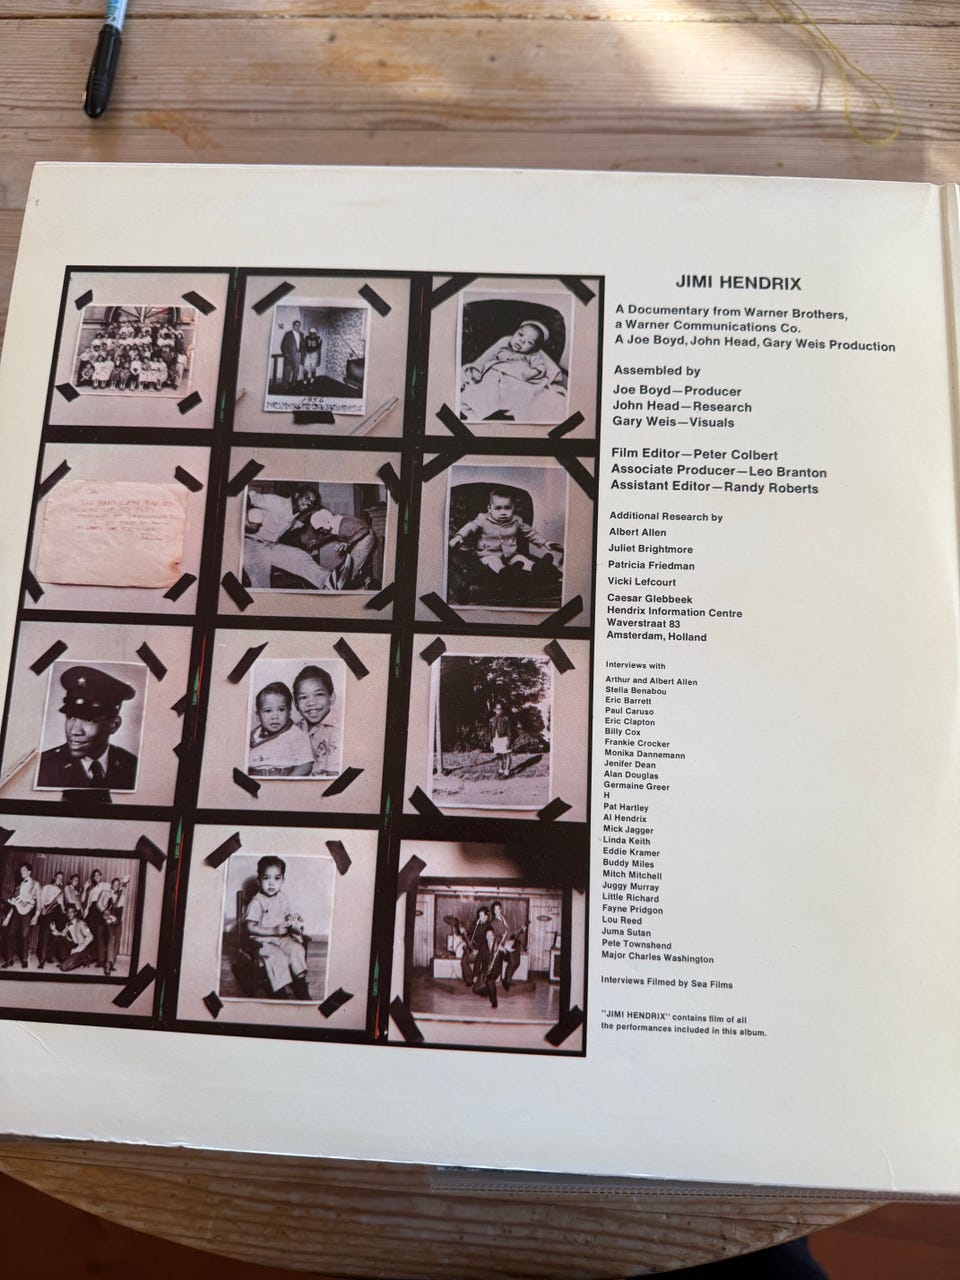 1956
JIMI HENDRIX
A Documentary from Warner Brothers,
a Warner Communications Co.
A Joe Boyd, John Head, Gary Weis Production
Assembled by
Joe Boyd—Producer
John Head—Research
Gary Weis—Visuals
Film Editor—Peter Colbert
Associate Producer—Leo Branton
Assistant Editor—Randy Roberts
Additional Research by
Albert Allen
Juliet Brightmore
Patricia Friedman
Vicki Lefcourt
Caesar Glebbeek
Hendrix Information Centre
Waverstraat 83
Amsterdam, Holland
Interviews with
Arthur and Albert Allen
Stella Benabou
Eric Barrett
Paul Caruso
Eric Clapton
Billy Cox
Frankie Crocker
Monika Dannemann
Jenifer Dean
Alan Douglas
Germaine Greer
H
Pat Hartley
Al Hendrix
Mick Jagger
Linda Keith
Eddie Kramer
Buddy Miles
Mitch Mitchell
Juggy Murray
Little Richard
Fayne Pridgon
Lou Reed
Juma Sutan
Pete Townshend
Major Charles Washington
Interviews Filmed by Sea Films
"JIMI HENDRIX" contains film of all
the performances included in this album.